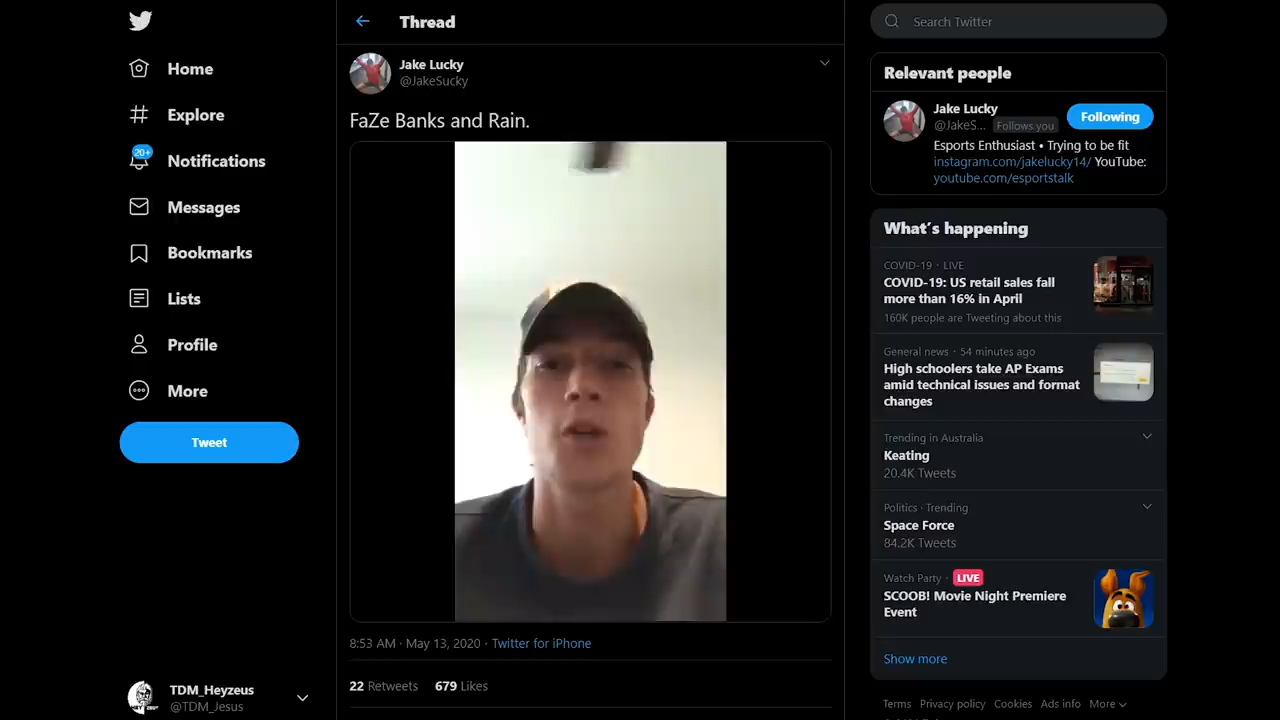 Home
Explore
20+
Notifications
Messages
Bookmarks
Lists
Profile
More
Tweet
TDM_Heyzeus
@TDM_Jesus
Thread
Jake Lucky
@JakeSucky
FaZe Banks and Rain.
8:53 AM · May 13, 2020 · Twitter for iPhone
22 Retweets 679 Likes
Search Twitter
Relevant people
Jake Lucky
@JakeS... Follows you
Following
Esports Enthusiast • Trying to be fit
instagram.com/jakelucky14/ YouTube:
youtube.com/esportstalk
What's happening
COVID-19 · LIVE
COVID-19: US retail sales fall
more than 16% in April
160K people are Tweeting about this
General news · 54 minutes ago
High schoolers take AP Exams
amid technical issues and format
changes
Trending in Australia
Keating
20.4K Tweets
Politics · Trending
Space Force
84.2K Tweets
Watch Party · LIVE
SCOOB! Movie Night Premiere
Event
Show more
Terms Privacy policy Cookies Ads info More